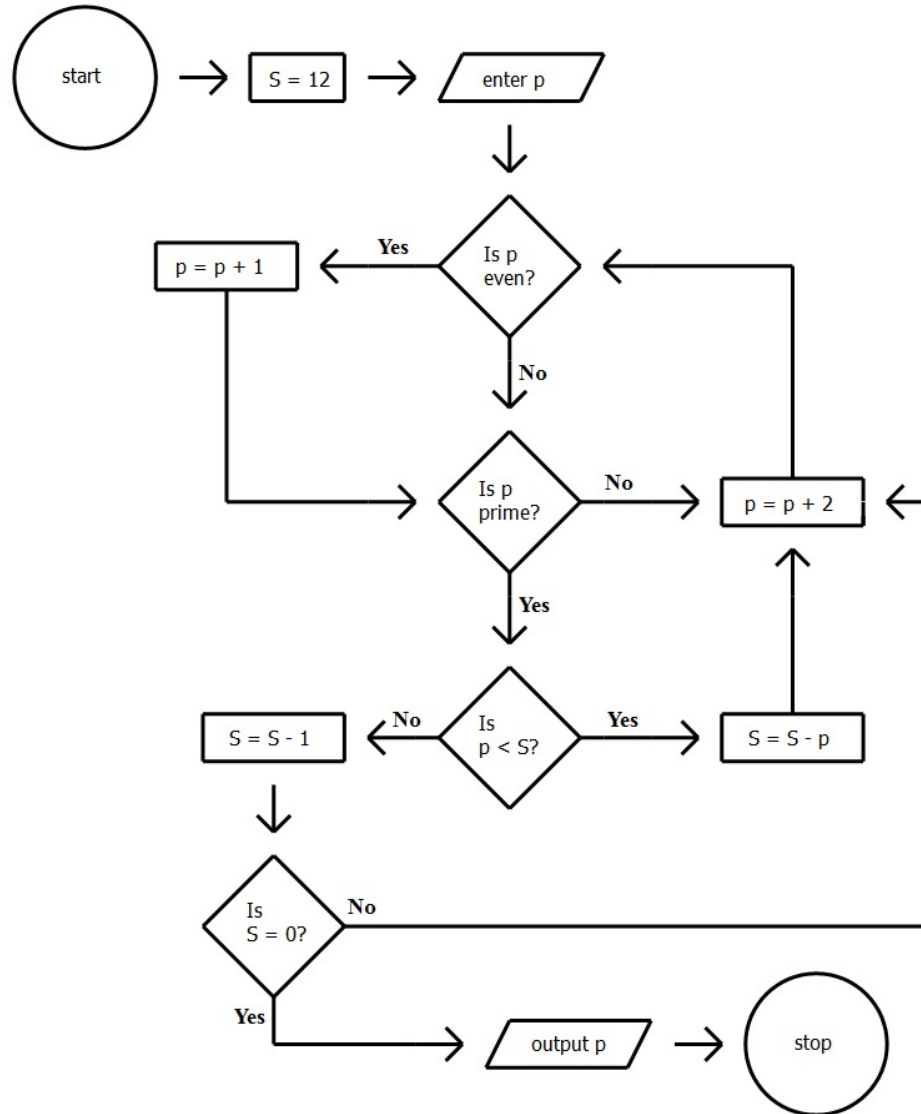 start
S = 12
enter p
Yes
p = p + 1
Is p
even?
No
Is p
prime?
No
p = p + 2
Yes
S = S - 1
No
Is
p < S?
Yes
S = S - p
Is
S = 0?
No
Yes
output p
stop